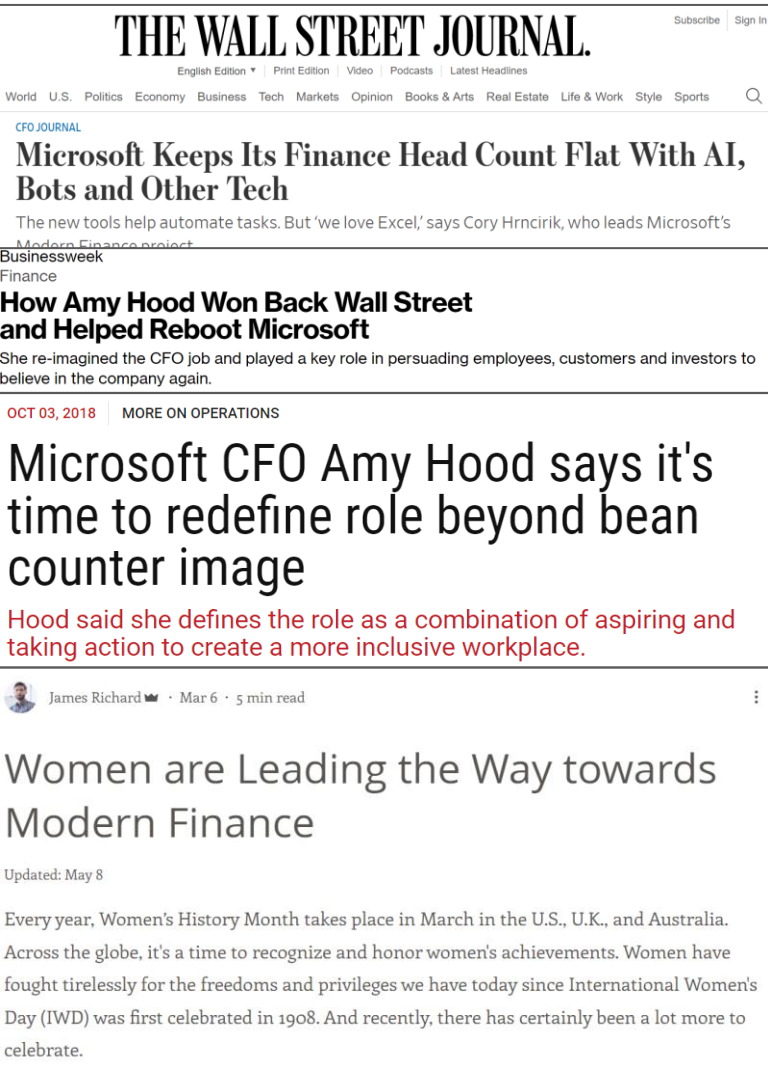 THE WALL STREET JOURNAL.
Subscribe Sign In
English Edition Print Edition Video Podcasts Latest Headlines
World U.S. Politics Economy Business Tech Markets Opinion Books & Arts Real Estate Life & Work Style Sports
CFO JOURNAL
Microsoft Keeps Its Finance Head Count Flat With AI,
Bots and Other Tech
The new tools help automate tasks. But ‘we love Excel,’ says Cory Hrncirik, who leads Microsoft’s
Modern Finance project
Businessweek
Finance
How Amy Hood Won Back Wall Street
and Helped Reboot Microsoft
She re-imagined the CFO job and played a key role in persuading employees, customers and investors to
believe in the company again.
OCT 03, 2018 MORE ON OPERATIONS
Microsoft CFO Amy Hood says it's
time to redefine role beyond bean
counter image
Hood said she defines the role as a combination of aspiring and
taking action to create a more inclusive workplace.
James Richard · Mar 6 · 5 min read
Women are Leading the Way towards
Modern Finance
Updated: May 8
Every year, Women’s History Month takes place in March in the U.S., U.K., and Australia.
Across the globe, it's a time to recognize and honor women's achievements. Women have
fought tirelessly for the freedoms and privileges we have today since International Women's
Day (IWD) was first celebrated in 1908. And recently, there has certainly been a lot more to
celebrate.